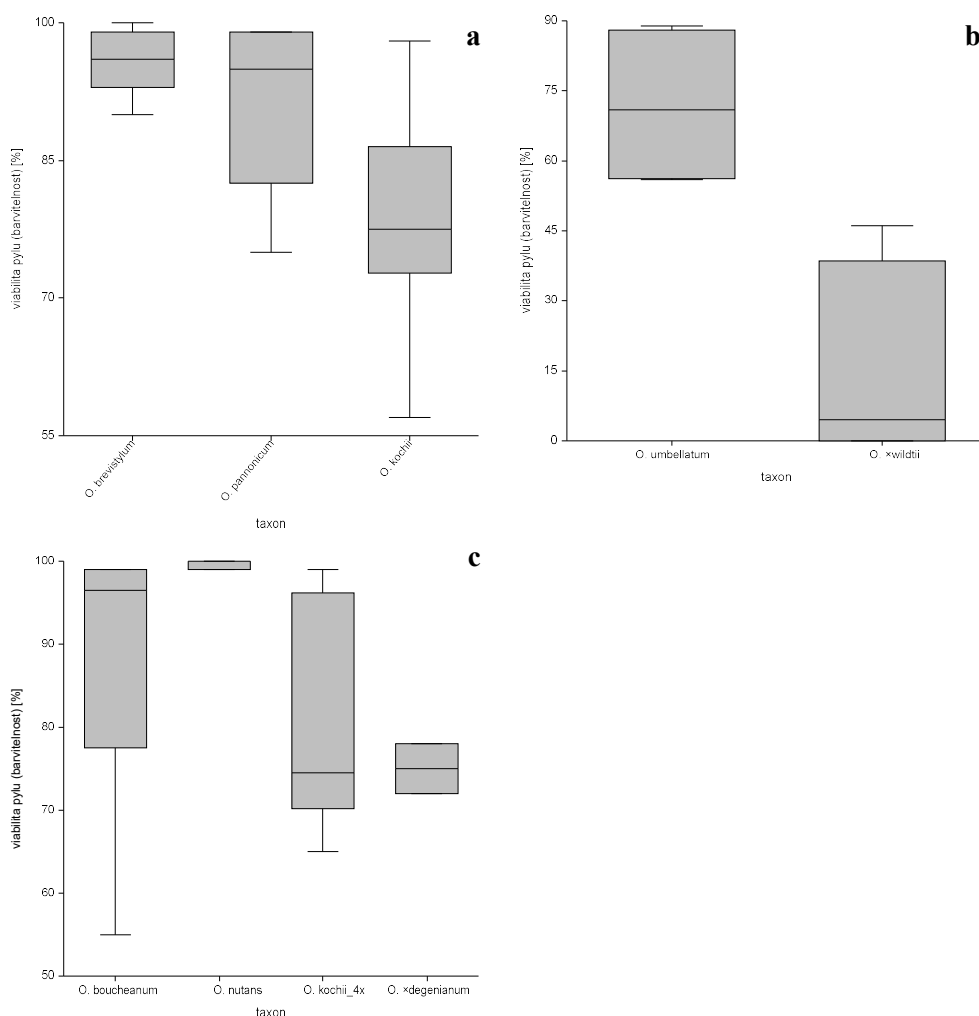 a
viabilita pylu (barvitelnost) [%]
100
85
70
55
O. brevistylum
O. pannonicum
O. kochii
taxon
b
viabilita pylu (barvitelnost) [%]
90
75
60
45
30
15
0
O. umbellatum
O. ×wildtii
taxon
c
viabilita pylu (barvitelnost) [%]
100
90
80
70
60
50
O. boucheanum
O. nutans
O. kochii_4x
O. ×degenianum
taxon